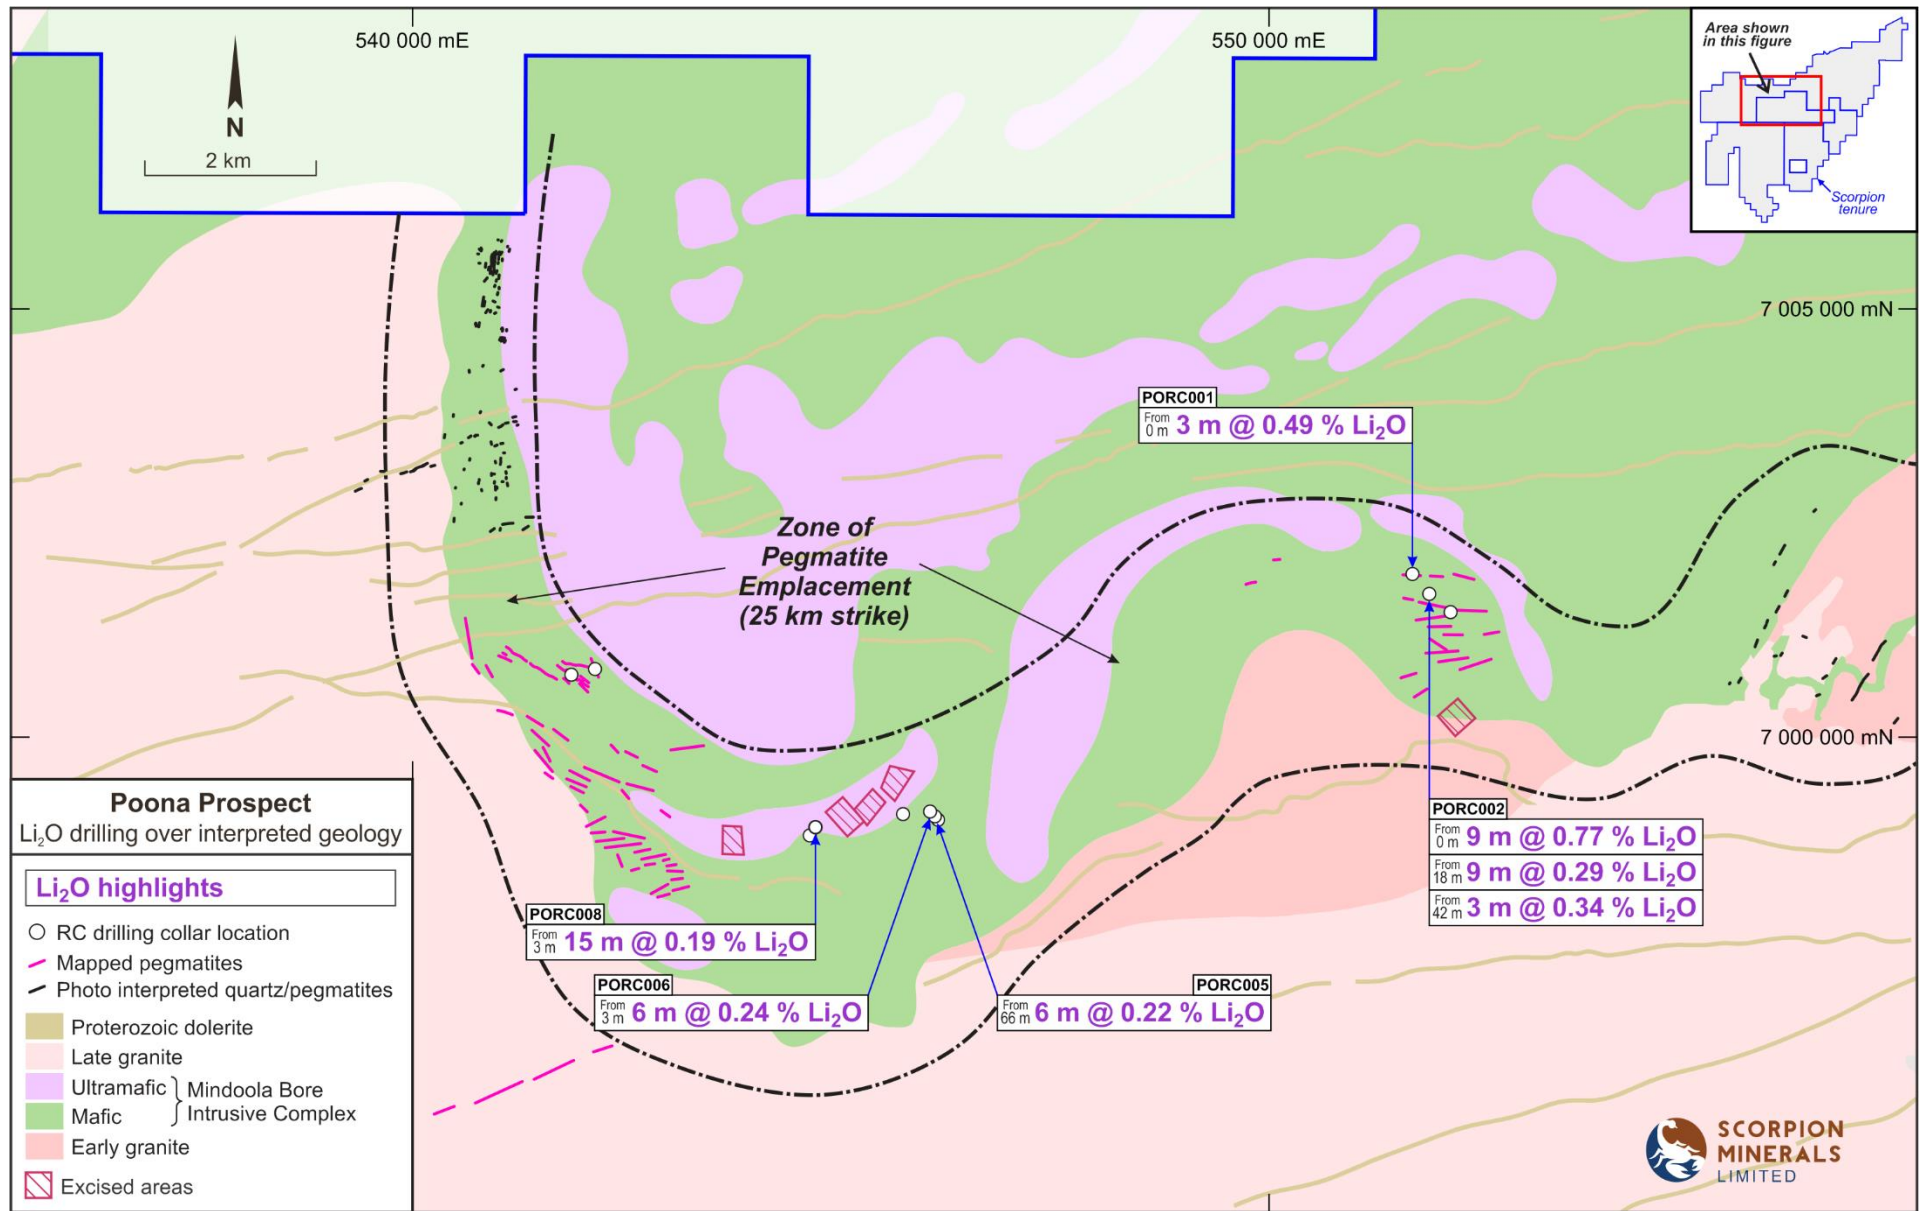 540 000 mE
550 000 mE
N
2 km
Area shown
in this figure
Scorpion
tenure
7 005 000 mN
PORC001
From
0 m
3 m @ 0.49 % Li₂O
Zone of
Pegmatite
Emplacement
(25 km strike)
7 000 000 mN
PORC002
From
0 m
9 m @ 0.77 % Li₂O
From
18 m
9 m @ 0.29 % Li₂O
From
42 m
3 m @ 0.34 % Li₂O
PORC008
From
3 m
15 m @ 0.19 % Li₂O
PORC006
From
3 m
6 m @ 0.24 % Li₂O
PORC005
From
66 m
6 m @ 0.22 % Li₂O
Poona Prospect
Li₂O drilling over interpreted geology
Li₂O highlights
RC drilling collar location
Mapped pegmatites
Photo interpreted quartz/pegmatites
Proterozoic dolerite
Late granite
Ultramafic
Mafic
Mindoola Bore
Intrusive Complex
Early granite
Excised areas
SCORPION
MINERALS
LIMITED